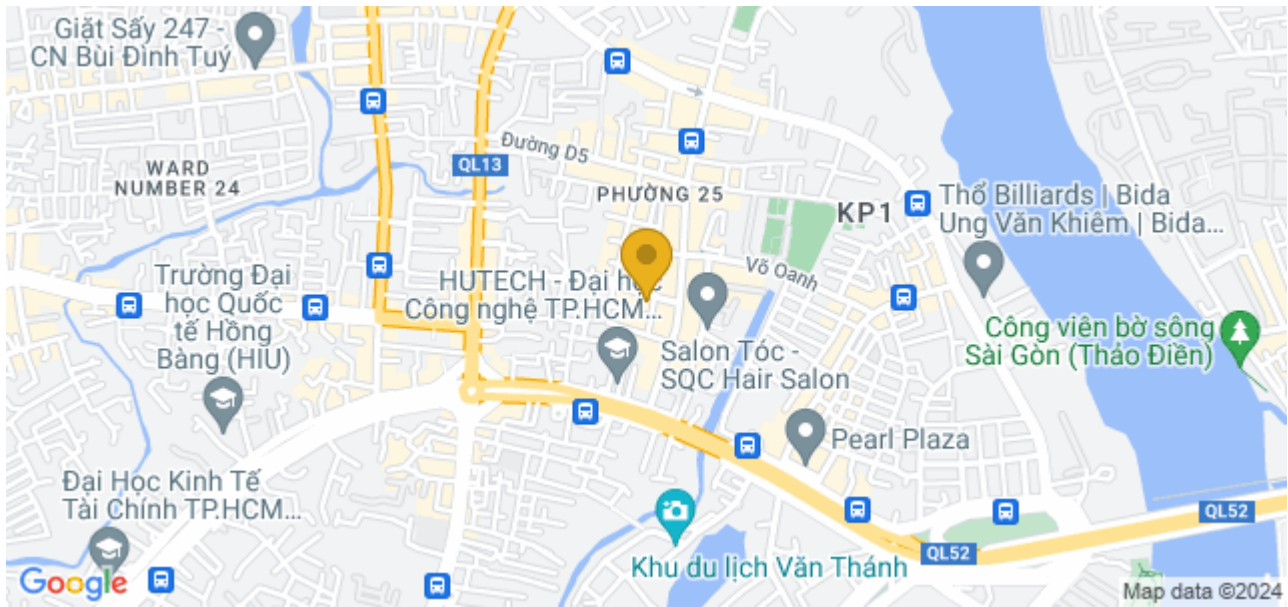 Giặt Sấy 247 -
CN Bùi Đình Tuý
Đường D5
QL13
WARD
NUMBER 24
PHƯỜNG 25
KP1
Thổ Billiards | Bida
Ung Văn Khiêm | Bida...
Võ Oanh
Trường Đại
học Quốc
tế Hồng
Bàng (HIU)
HUTECH - Đại học
Công nghệ TP.HCM...
Công viên bờ sông
Sài Gòn (Thảo Điền)
Salon Tóc -
SQC Hair Salon
Pearl Plaza
Đại Học Kinh Tế
Tài Chính TP.HCM...
QL52
QL52
Khu du lịch Văn Thánh
Google
Map data ©2024